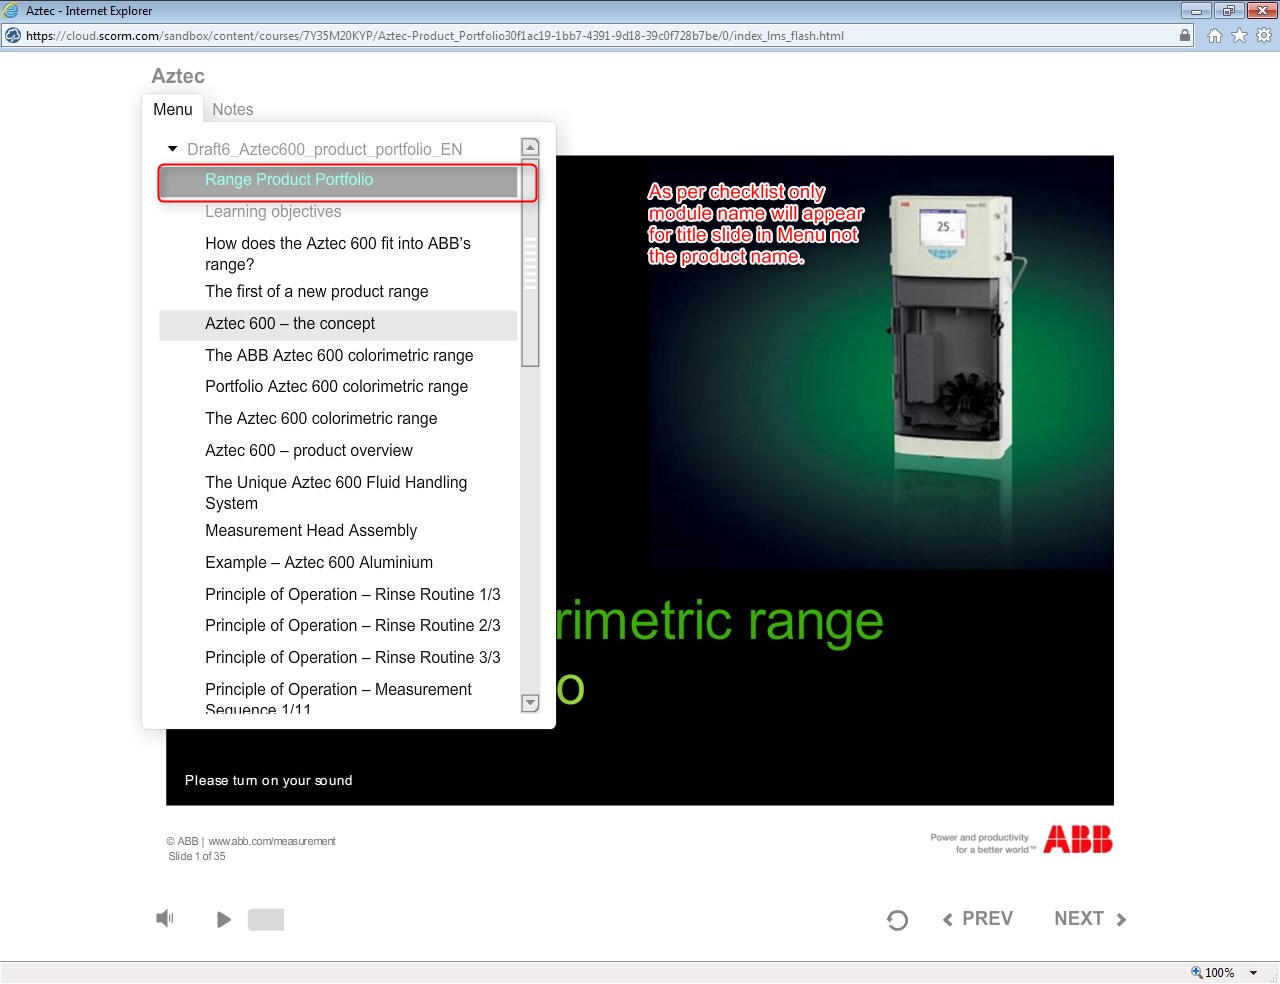 Aztec - Internet Explorer
https://cloud.scorm.com/sandbox/content/courses/7Y35M20KYP/Aztec-Product_Portfolio30f1ac19-1bb7-4391-9d18-39c0f728b7be/0/index_lms_flash.html
Aztec
Menu
Notes
Draft6_Aztec600_product_portfolio_EN
Range Product Portfolio
Learning objectives
How does the Aztec 600 fit into ABB's
range?
The first of a new product range
Aztec 600 – the concept
The ABB Aztec 600 colorimetric range
Portfolio Aztec 600 colorimetric range
The Aztec 600 colorimetric range
Aztec 600 – product overview
The Unique Aztec 600 Fluid Handling
System
Measurement Head Assembly
Example – Aztec 600 Aluminium
Principle of Operation – Rinse Routine 1/3
Principle of Operation – Rinse Routine 2/3
Principle of Operation – Rinse Routine 3/3
Principle of Operation – Measurement
Sequence 1/11
As per checklist only
module name will appear
for title slide in Menu not
the product name.
ABB
25
rimetric range
o
Please turn on your sound
© ABB | www.abb.com/measurement
Slide 1 of 35
Power and productivity
for a better world™
ABB
PREV
NEXT
100%